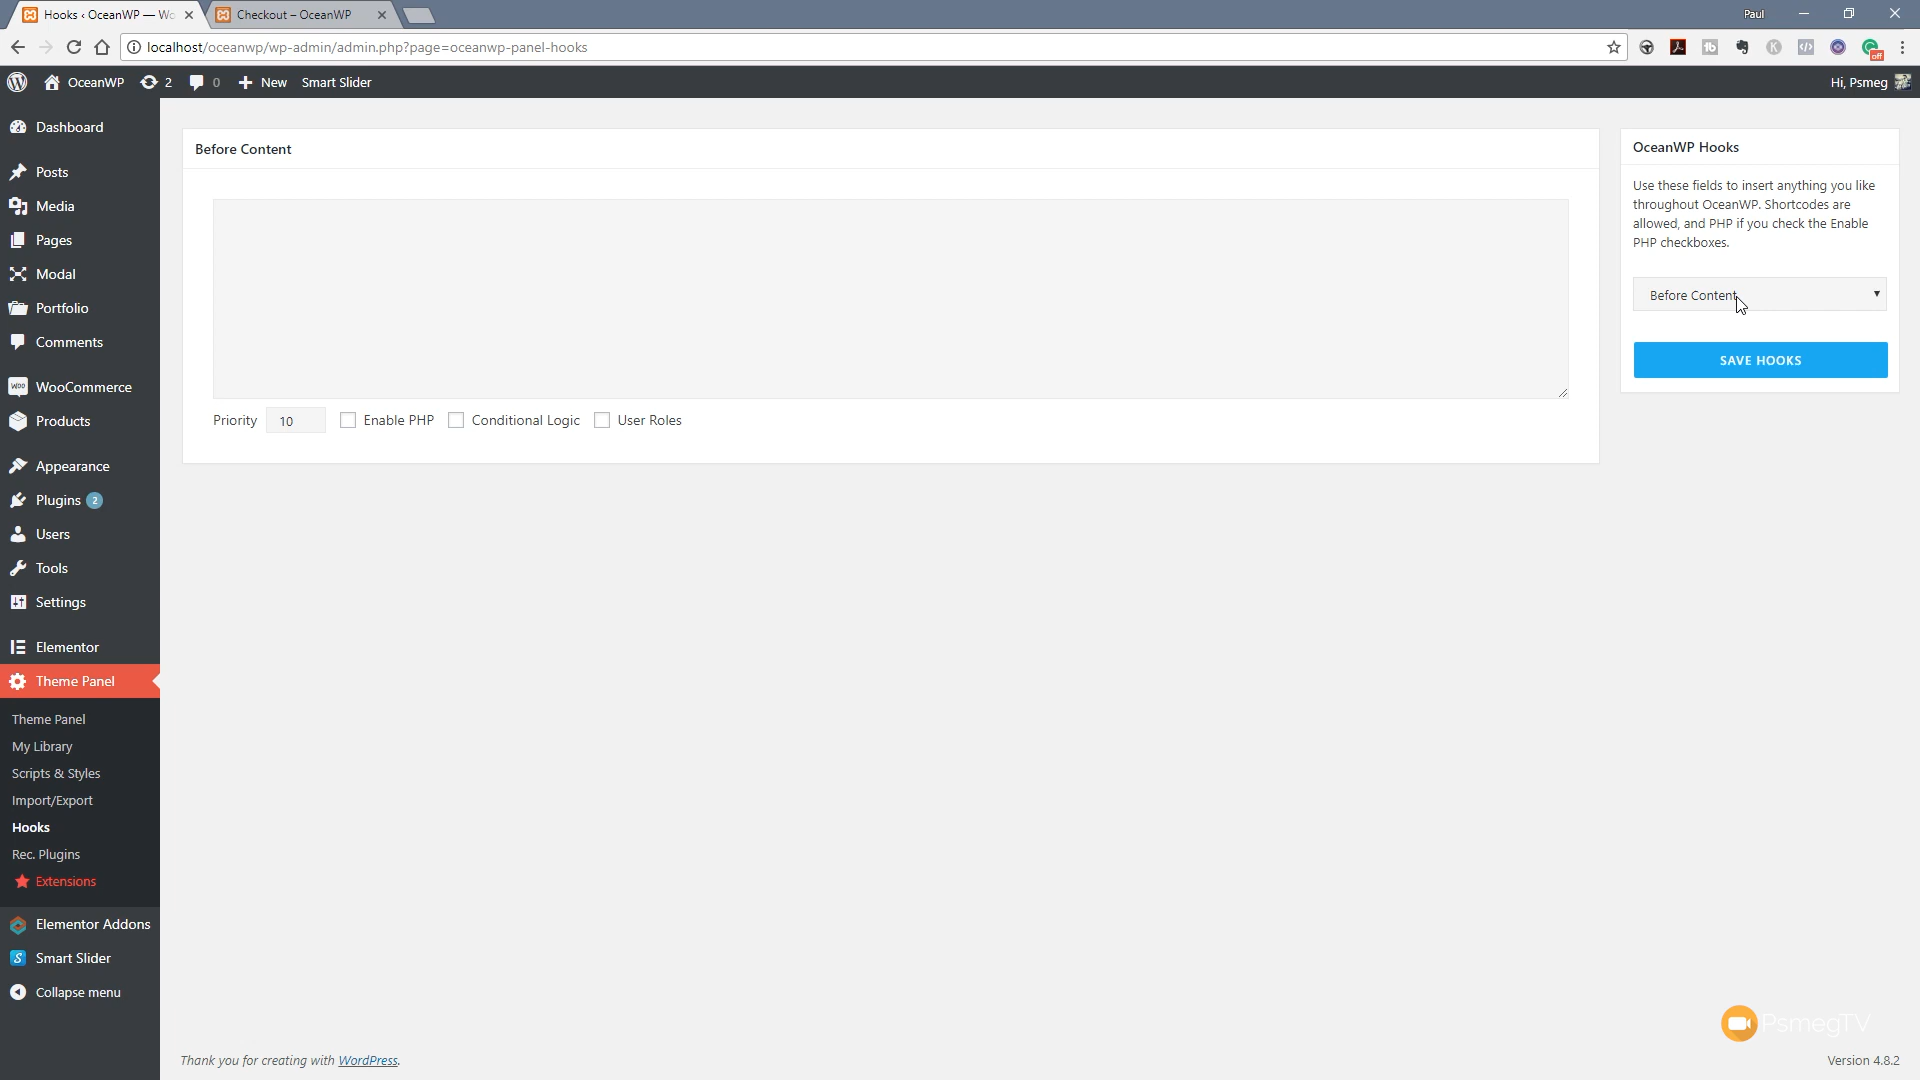 Hooks ‹ OceanWP — Wo
Checkout – OceanWP
Paul
localhost/oceanwp/wp-admin/admin.php?page=oceanwp-panel-hooks
off
OceanWP
2
0
New
Smart Slider
Hi, Psmeg
Dashboard
Posts
Media
Pages
Modal
Portfolio
Comments
WooCommerce
Products
Appearance
Plugins 2
Users
Tools
Settings
Elementor
Theme Panel
Theme Panel
My Library
Scripts & Styles
Import/Export
Hooks
Rec. Plugins
Extensions
Elementor Addons
Smart Slider
Collapse menu
Before Content
Priority 10 Enable PHP Conditional Logic User Roles
OceanWP Hooks
Use these fields to insert anything you like
throughout OceanWP. Shortcodes are
allowed, and PHP if you check the Enable
PHP checkboxes.
Before Content
SAVE HOOKS
PsmegTV
Thank you for creating with WordPress.
Version 4.8.2